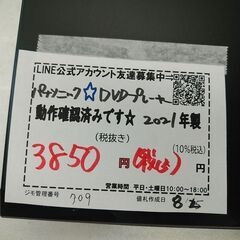 LINE公式アカウント友達募集中→
パナソニック☆DVDプレーヤー
動作確認済みです☆ 2021年製
(税抜き)
(10%税込)
3850円(税込)円
営業時間 平日・土曜日10:00~18:00
ジモ管理番号 709 値札作成日 8/5